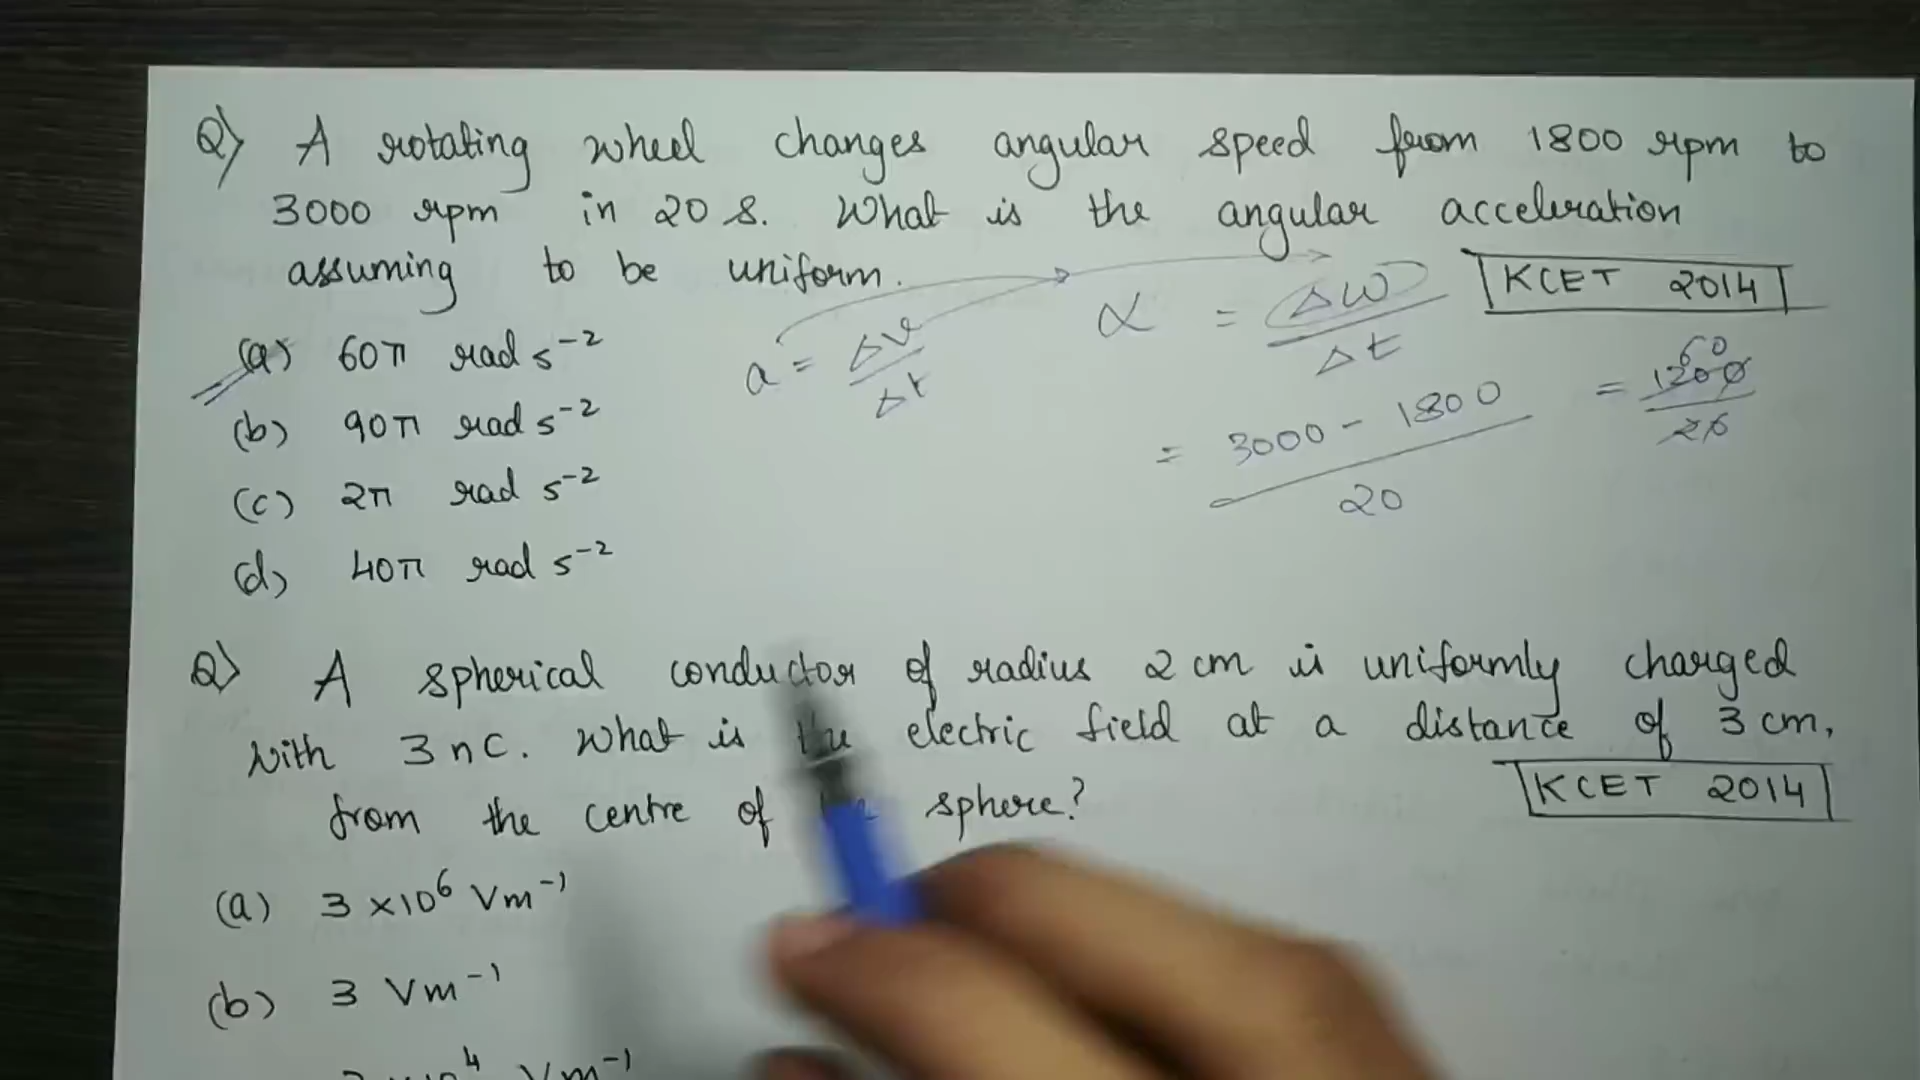 Q) A rotating wheel changes angular speed from 1800 rpm to
3000 rpm in 20 s. What is the angular acceleration
assuming to be uniform.
KCET 2014
(a) 60π rad s⁻²
(b) 90π rad s⁻²
(c) 2π rad s⁻²
(d) 40π rad s⁻²
a = Δv/Δt
α = Δω/Δt
= 3000 - 1800 / 20
= 1200/20
60
Q) A spherical conductor of radius 2 cm is uniformly charged
with 3 nC. What is the electric field at a distance of 3 cm,
from the centre of sphere?
KCET 2014
(a) 3 ×10⁶ Vm⁻¹
(b) 3 Vm⁻¹
4 Vm⁻¹